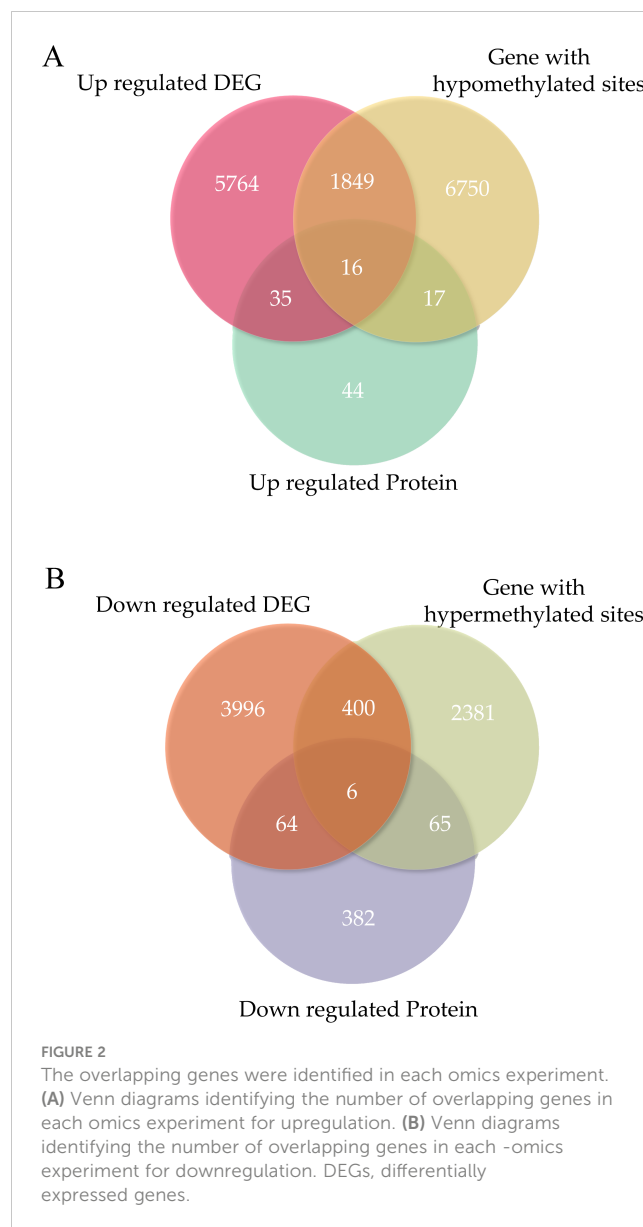 A
Up regulated DEG
Gene with
hypomethylated sites
5764
1849
6750
16
35
17
44
Up regulated Protein
B
Down regulated DEG
Gene with
hypermethylated sites
3996
400
2381
6
64
65
382
Down regulated Protein
FIGURE 2
The overlapping genes were identified in each omics experiment.
(A) Venn diagrams identifying the number of overlapping genes in
each omics experiment for upregulation. (B) Venn diagrams
identifying the number of overlapping genes in each -omics
experiment for downregulation. DEGs, differentially
expressed genes.